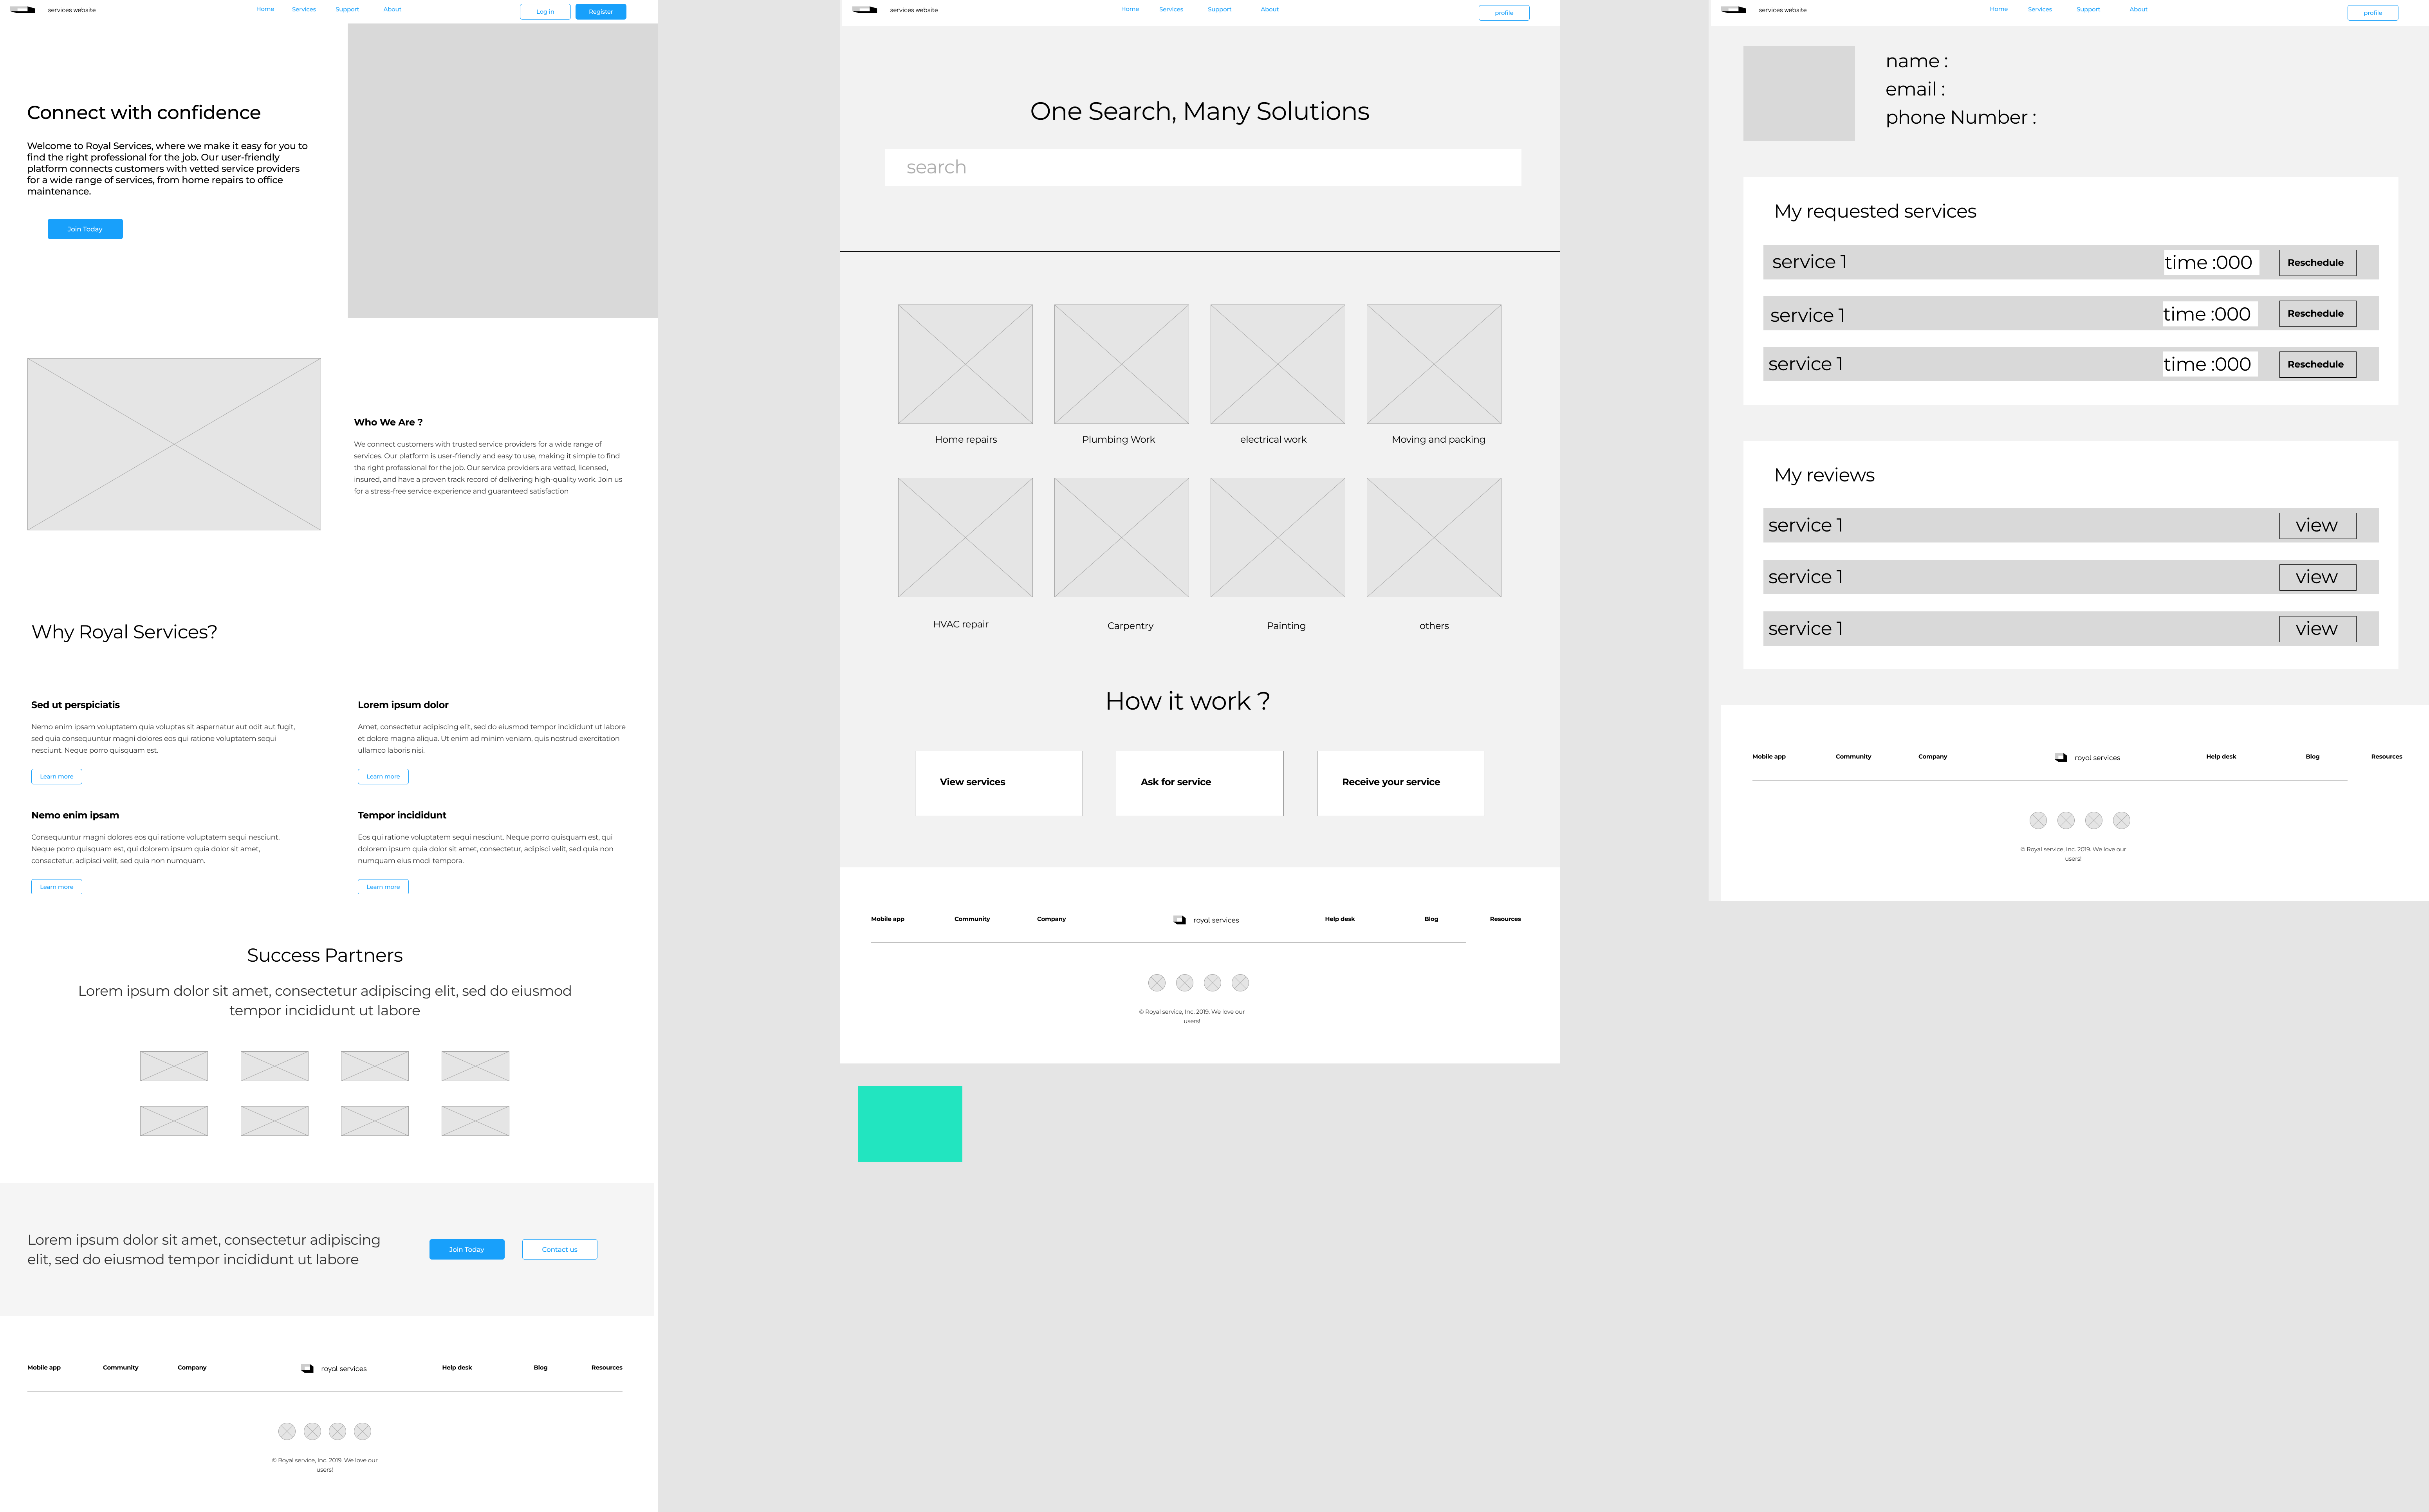 services website
Home
Services
Support
About
Log in
Register
Connect with confidence
Welcome to Royal Services, where we make it easy for you to
find the right professional for the job. Our user-friendly
platform connects customers with vetted service providers
for a wide range of services, from home repairs to office
maintenance.
Join Today
Who We Are ?
We connect customers with trusted service providers for a wide range of
services. Our platform is user-friendly and easy to use, making it simple to find
the right professional for the job. Our service providers are vetted, licensed,
insured, and have a proven track record of delivering high-quality work. Join us
for a stress-free service experience and guaranteed satisfaction
Why Royal Services?
Sed ut perspiciatis
Nemo enim ipsam voluptatem quia voluptas sit aspernatur aut odit aut fugit,
sed quia consequuntur magni dolores eos qui ratione voluptatem sequi
nesciunt. Neque porro quisquam est.
Learn more
Lorem ipsum dolor
Amet, consectetur adipiscing elit, sed do eiusmod tempor incididunt ut labore
et dolore magna aliqua. Ut enim ad minim veniam, quis nostrud exercitation
ullamco laboris nisi.
Learn more
Nemo enim ipsam
Consequuntur magni dolores eos qui ratione voluptatem sequi nesciunt.
Neque porro quisquam est, qui dolorem ipsum quia dolor sit amet,
consectetur, adipisci velit, sed quia non numquam.
Learn more
Tempor incididunt
Eos qui ratione voluptatem sequi nesciunt. Neque porro quisquam est, qui
dolorem ipsum quia dolor sit amet, consectetur, adipisci velit, sed quia non
numquam eius modi tempora.
Learn more
Success Partners
Lorem ipsum dolor sit amet, consectetur adipiscing elit, sed do eiusmod
tempor incididunt ut labore
Lorem ipsum dolor sit amet, consectetur adipiscing
elit, sed do eiusmod tempor incididunt ut labore
Join Today
Contact us
Mobile app
Community
Company
royal services
Help desk
Blog
Resources
© Royal service, Inc. 2019. We love our
users!
services website
Home
Services
Support
About
profile
One Search, Many Solutions
search
Home repairs
Plumbing Work
electrical work
Moving and packing
HVAC repair
Carpentry
Painting
others
How it work ?
View services
Ask for service
Receive your service
Mobile app
Community
Company
royal services
Help desk
Blog
Resources
© Royal service, Inc. 2019. We love our
users!
services website
Home
Services
Support
About
profile
name :
email :
phone Number :
My requested services
service 1
time :000
Reschedule
service 1
time :000
Reschedule
service 1
time :000
Reschedule
My reviews
service 1
view
service 1
view
service 1
view
Mobile app
Community
Company
royal services
Help desk
Blog
Resources
© Royal service, Inc. 2019. We love our
users!